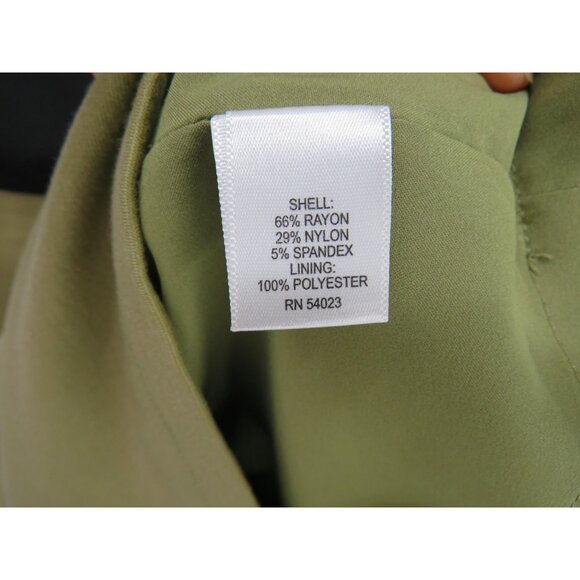 SHELL:
66% RAYON
29% NYLON
5% SPANDEX
LINING:
100% POLYESTER
RN 54023